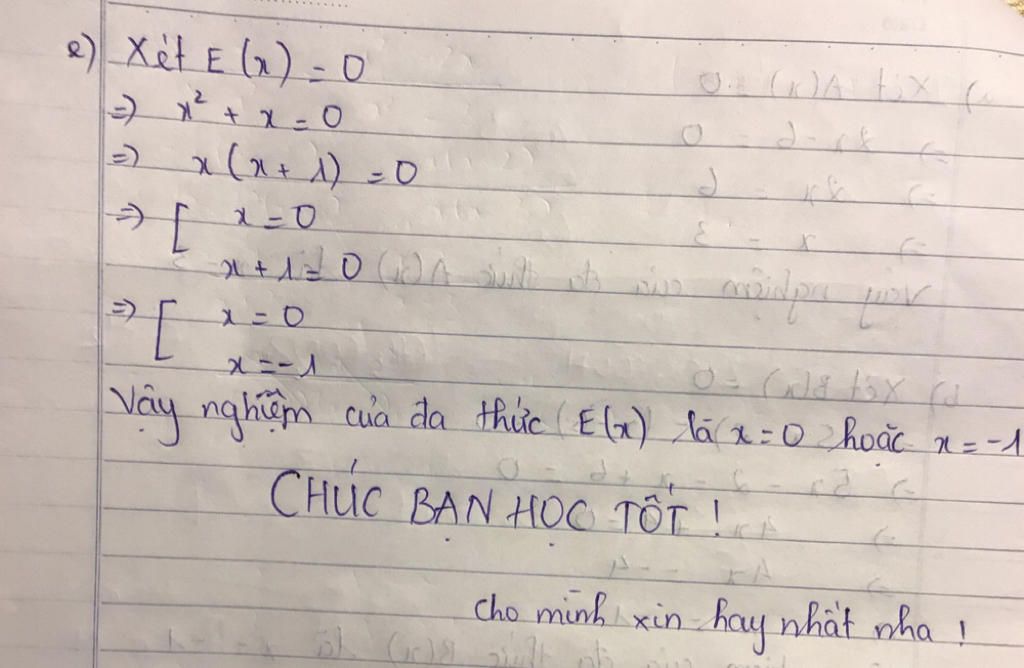 e) Xét E(x) = 0
=> x² + x = 0
=> x(x + 1) = 0
=> [ x = 0
x + 1 = 0
=> [ x = 0
x = -1
Vậy nghiệm của đa thức E(x) là x = 0 hoặc x = -1
CHÚC BẠN HỌC TỐT !
cho mình xin hay nhất nha !